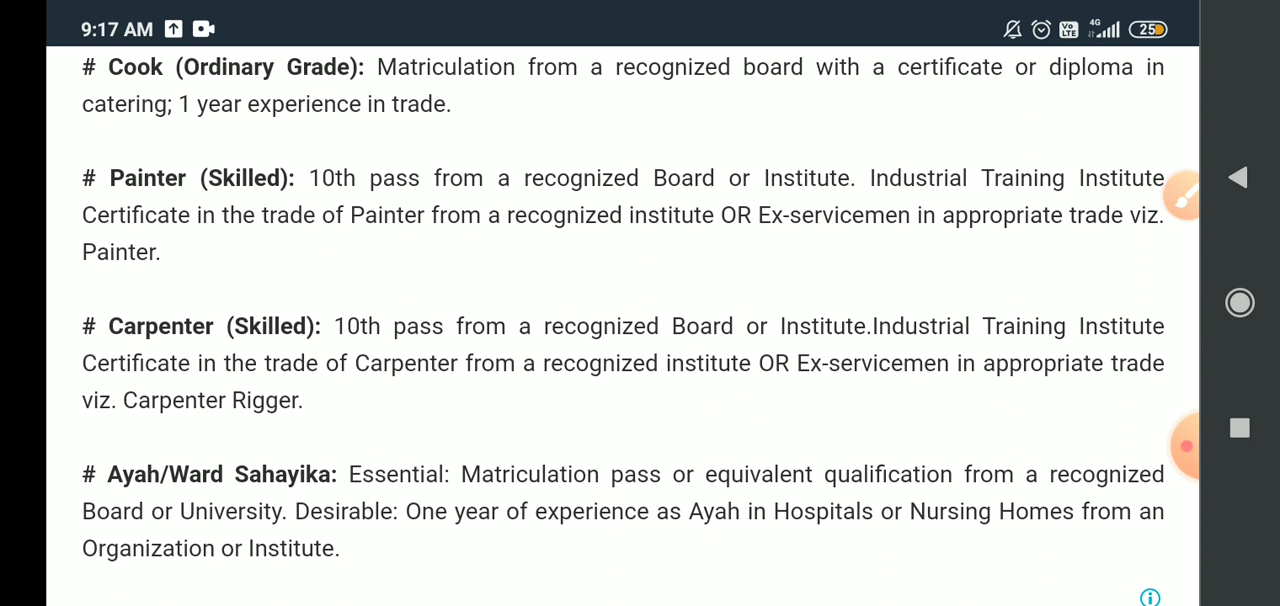 9:17 AM
Vo LTE 4G 25
# Cook (Ordinary Grade): Matriculation from a recognized board with a certificate or diploma in
catering; 1 year experience in trade.
# Painter (Skilled): 10th pass from a recognized Board or Institute. Industrial Training Institute
Certificate in the trade of Painter from a recognized institute OR Ex-servicemen in appropriate trade viz.
Painter.
# Carpenter (Skilled): 10th pass from a recognized Board or Institute.Industrial Training Institute
Certificate in the trade of Carpenter from a recognized institute OR Ex-servicemen in appropriate trade
viz. Carpenter Rigger.
# Ayah/Ward Sahayika: Essential: Matriculation pass or equivalent qualification from a recognized
Board or University. Desirable: One year of experience as Ayah in Hospitals or Nursing Homes from an
Organization or Institute.